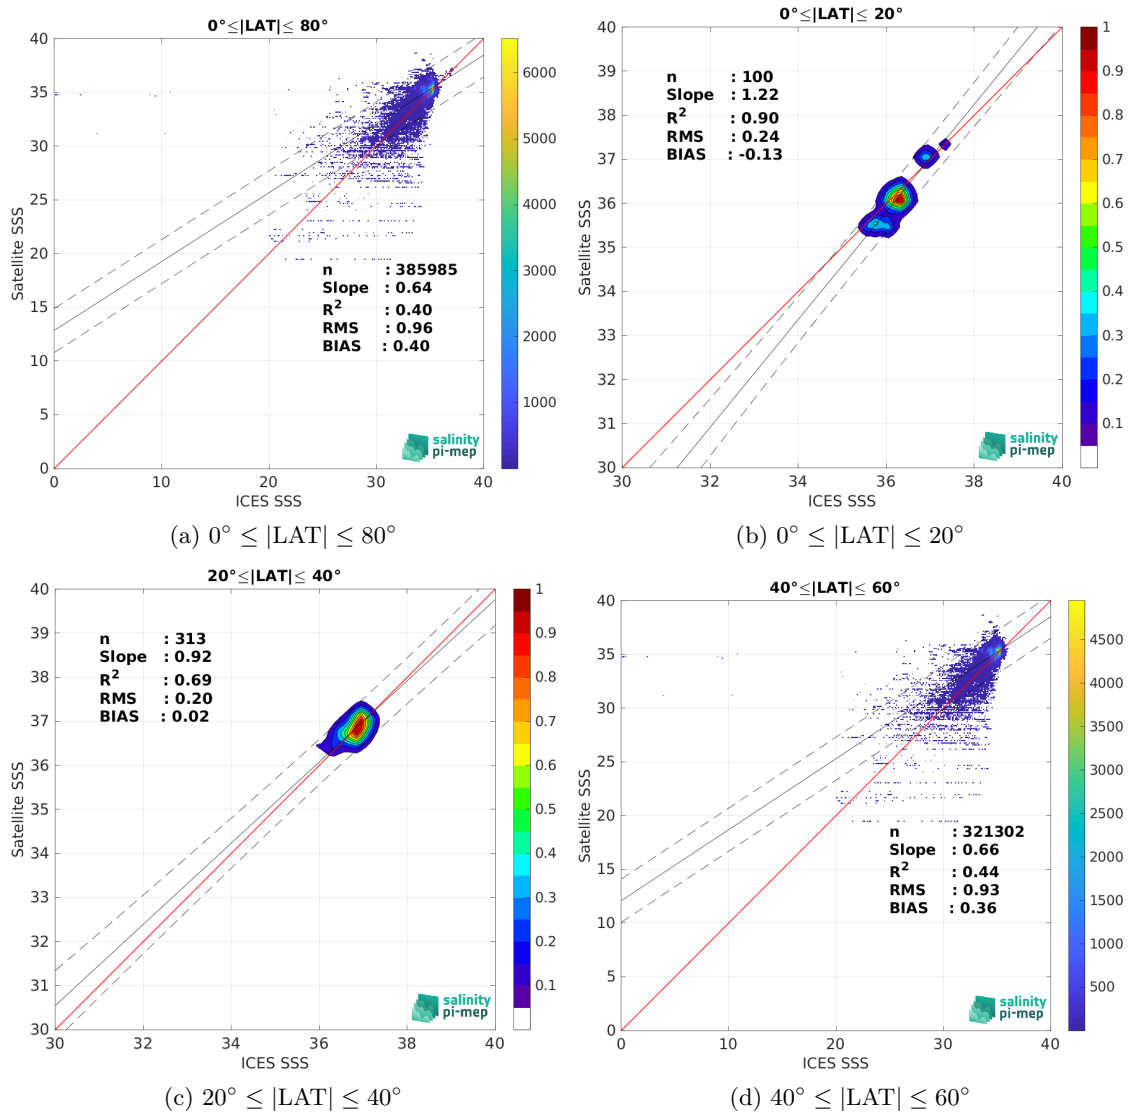 0°≤|LAT|≤ 80°
40
35
30
25
20
15
10
5
0
Satellite SSS
0
10
20
30
40
ICES SSS
n : 385985
Slope : 0.64
R² : 0.40
RMS : 0.96
BIAS : 0.40
6000
5000
4000
3000
2000
1000
salinity
pi-mep
(a) 0° ≤ |LAT| ≤ 80°
0°≤|LAT|≤ 20°
40
39
38
37
36
35
34
33
32
31
30
Satellite SSS
30
32
34
36
38
40
ICES SSS
n : 100
Slope : 1.22
R² : 0.90
RMS : 0.24
BIAS : -0.13
1
0.9
0.8
0.7
0.6
0.5
0.4
0.3
0.2
0.1
salinity
pi-mep
(b) 0° ≤ |LAT| ≤ 20°
20°≤|LAT|≤ 40°
40
39
38
37
36
35
34
33
32
31
30
Satellite SSS
30
32
34
36
38
40
ICES SSS
n : 313
Slope : 0.92
R² : 0.69
RMS : 0.20
BIAS : 0.02
1
0.9
0.8
0.7
0.6
0.5
0.4
0.3
0.2
0.1
salinity
pi-mep
(c) 20° ≤ |LAT| ≤ 40°
40°≤|LAT|≤ 60°
40
35
30
25
20
15
10
5
0
Satellite SSS
0
10
20
30
40
ICES SSS
n : 321302
Slope : 0.66
R² : 0.44
RMS : 0.93
BIAS : 0.36
4500
4000
3500
3000
2500
2000
1500
1000
500
salinity
pi-mep
(d) 40° ≤ |LAT| ≤ 60°